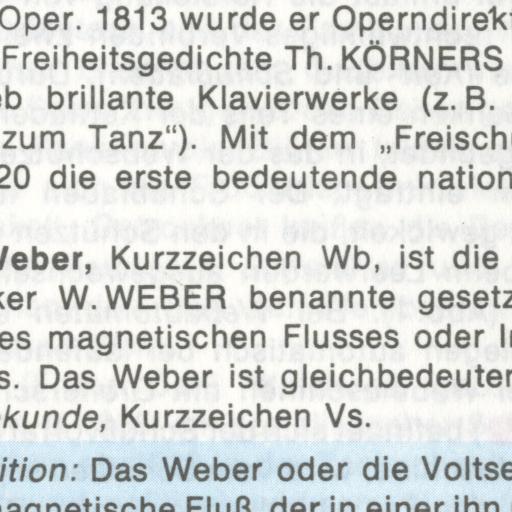 Oper. 1813 wurde er Operndirekt
Freiheitsgedichte Th. KÖRNERS
eb brillante Klavierwerke (z. B.
zum Tanz“). Mit dem „Freischü
20 die erste bedeutende nation
Weber, Kurzzeichen Wb, ist die
ker W. WEBER benannte gesetz
es magnetischen Flusses oder In
s. Das Weber ist gleichbedeuten
kunde, Kurzzeichen Vs.
ition: Das Weber oder die Voltse
magnetische Fluß, der in einer ihn